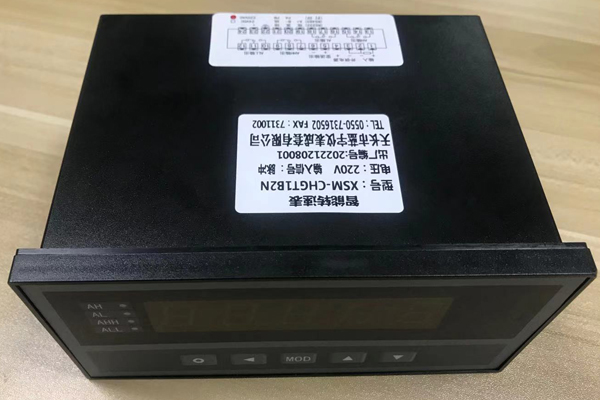 智能转速表
型号：XSM-CHGT1B2N
电压：220V 输入信号：脉冲
出厂编号:20221208001
天长市蓝宇仪表成套有限公司
TEL：0550-7316502 FAX：7311002
AH
AL
AHH
ALL
MOD